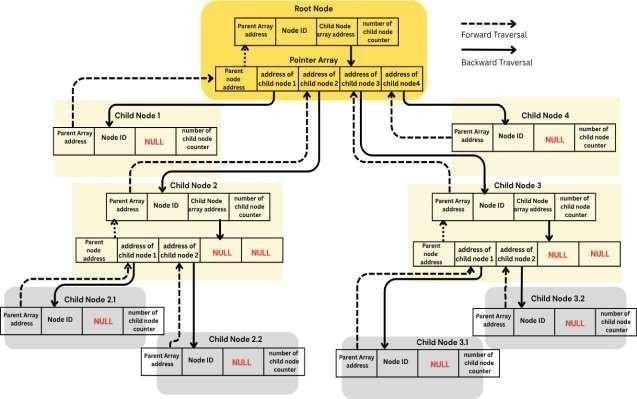 Root Node
Parent Array address
Node ID
Child Node array address
number of child node counter
Forward Traversal
Backward Traversal
Pointer Array
Parent node address
address of child node 1
address of child node 2
address of child node 3
address of child node4
Child Node 1
Parent Array address
Node ID
NULL
number of child node counter
Child Node 4
Parent Array address
Node ID
NULL
number of child node counter
Child Node 2
Parent Array address
Node ID
Child Node array address
number of child node counter
Parent node address
address of child node 1
address of child node 2
NULL
NULL
Child Node 3
Parent Array address
Node ID
Child Node array address
number of child node counter
Parent node address
address of child node 1
address of child node 2
NULL
NULL
Child Node 2.1
Parent Array address
Node ID
NULL
number of child node counter
Child Node 2.2
Parent Array address
Node ID
NULL
number of child node counter
Child Node 3.2
Parent Array address
Node ID
NULL
number of child node counter
Child Node 3.1
Parent Array address
Node ID
NULL
number of child node counter